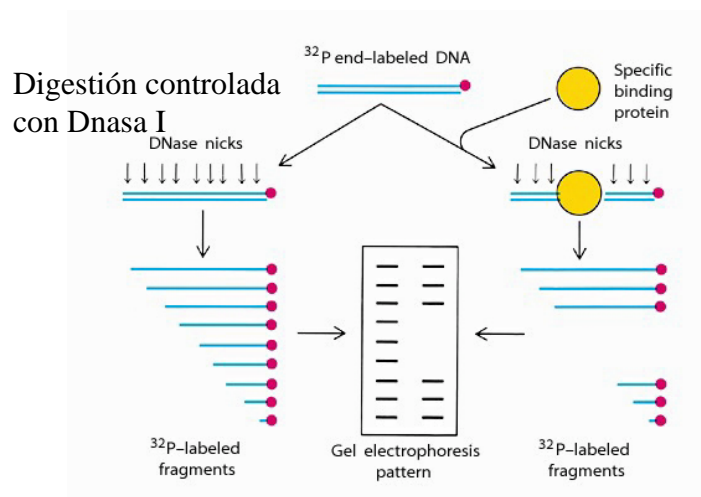 ³²P end-labeled DNA
Digestión controlada
con Dnasa I
Specific
binding
protein
DNase nicks
DNase nicks
³²P-labeled
fragments
Gel electrophoresis
pattern
³²P-labeled
fragments